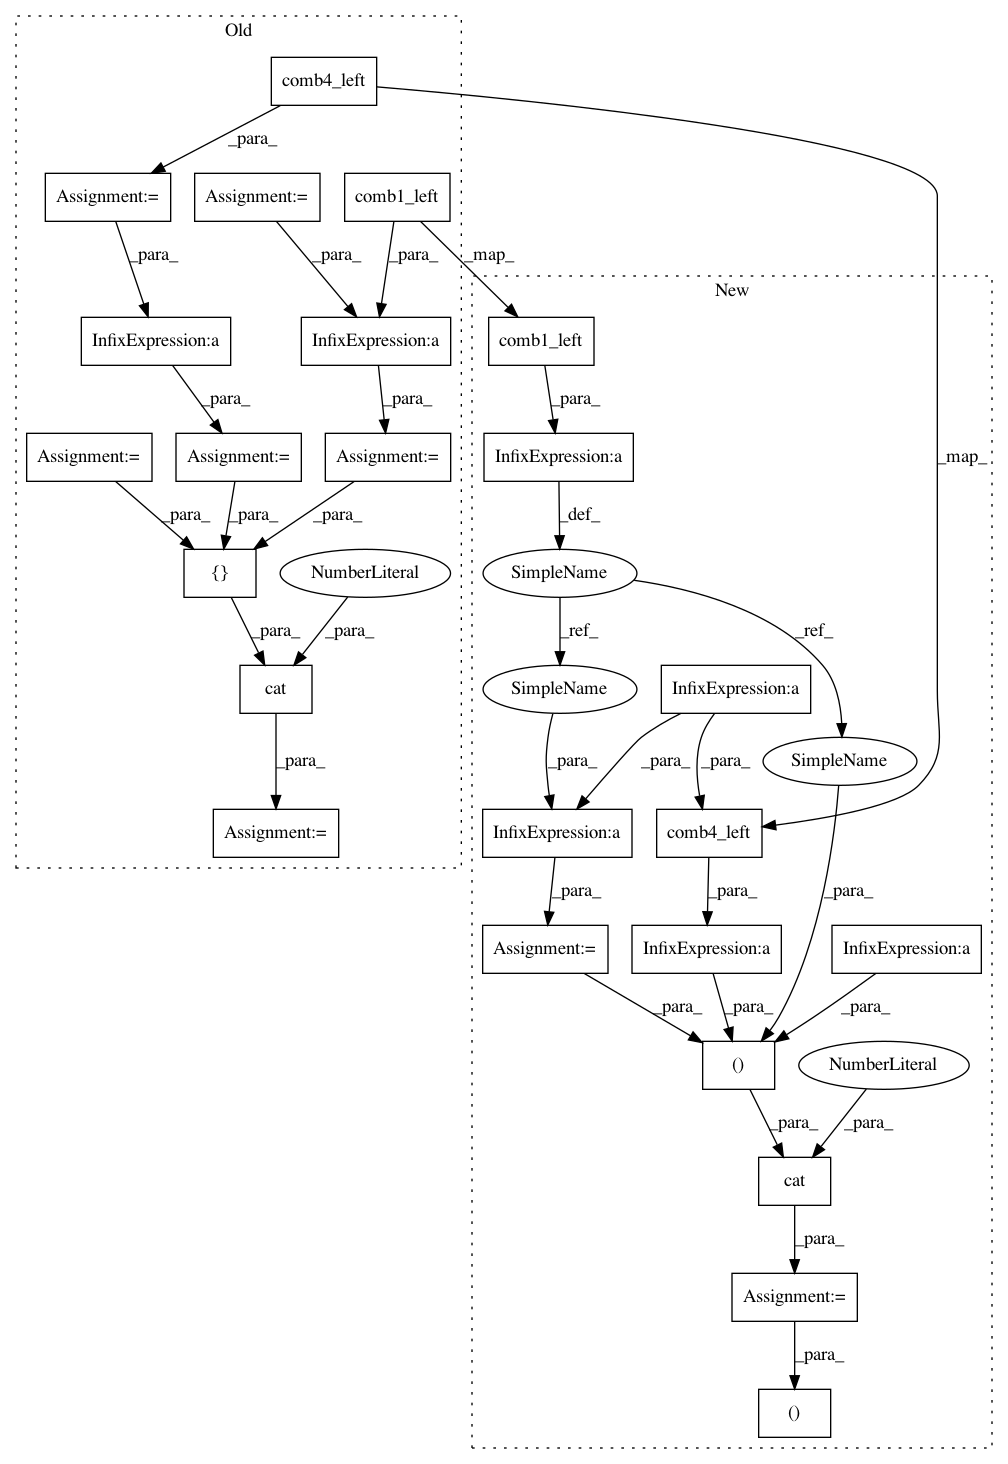 Old
comb4_left
_para_
Assignment:=
Assignment:=
comb1_left
_para_
_para_
_para_
_map_
New
InfixExpression:a
InfixExpression:a
comb1_left
_para_
_para_
_para_
Assignment:=
Assignment:=
Assignment:=
InfixExpression:a
_map_
_para_
_para_
_para_
_def_
{}
NumberLiteral
SimpleName
_para_
_para_
_ref_
_ref_
cat
SimpleName
InfixExpression:a
_para_
_para_
_para_
_para_
SimpleName
Assignment:=
InfixExpression:a
comb4_left
_para_
_para_
_para_
Assignment:=
InfixExpression:a
InfixExpression:a
_para_
_para_
_para_
()
NumberLiteral
_para_
_para_
cat
_para_
Assignment:=
_para_
()